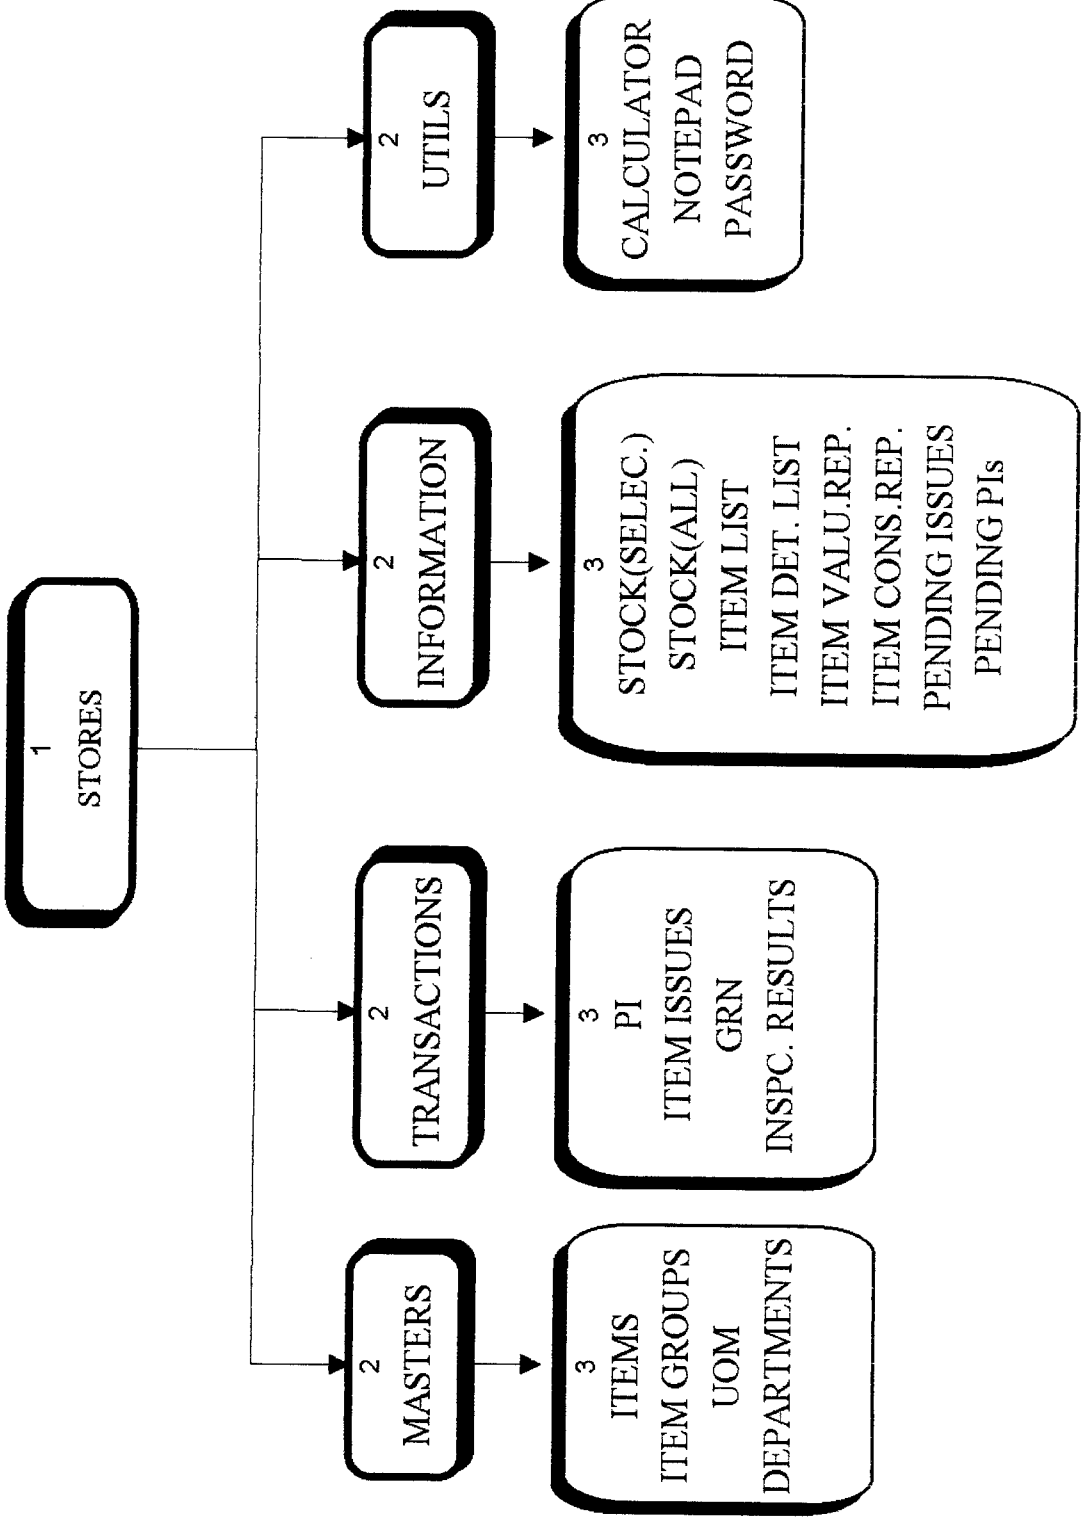 1
STORES
2
MASTERS
2
TRANSACTIONS
2
INFORMATION
2
UTILS
3
ITEMS
ITEM GROUPS
UOM
DEPARTMENTS
3
PI
ITEM ISSUES
GRN
INSPC. RESULTS
3
STOCK(SELEC.)
STOCK(ALL)
ITEM LIST
ITEM DET. LIST
ITEM VALU.REP.
ITEM CONS.REP.
PENDING ISSUES
PENDING PIs
3
CALCULATOR
NOTEPAD
PASSWORD